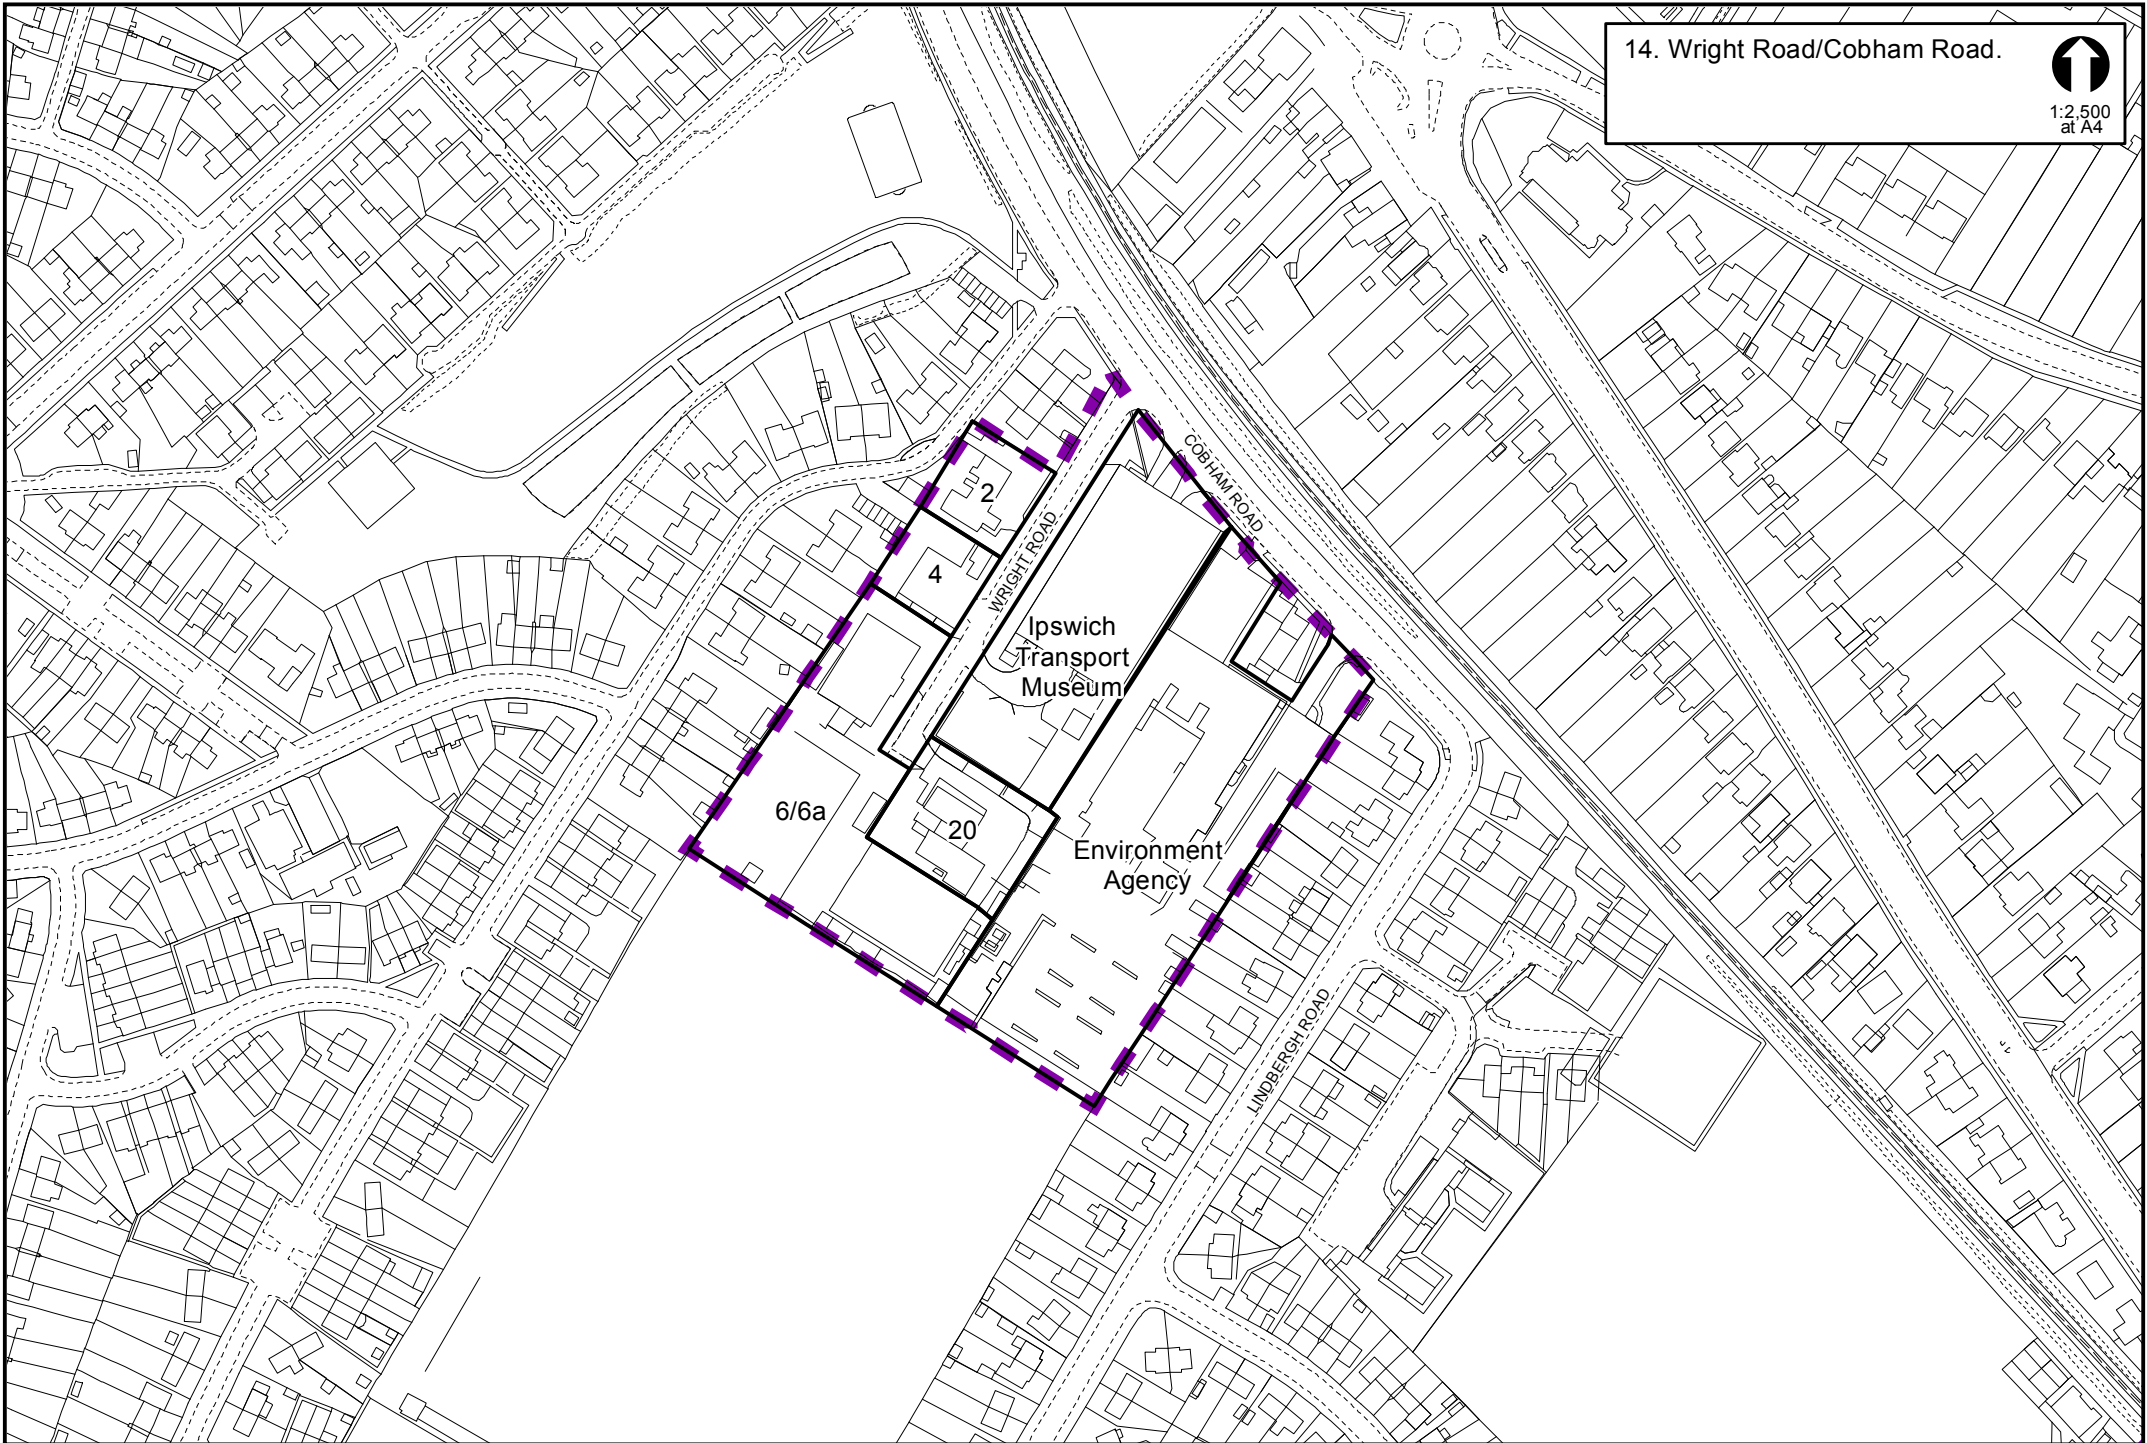 14. Wright Road/Cobham Road.
1:2,500
at A4
COBHAM ROAD
2
WRIGHT ROAD
4
Ipswich
Transport
Museum
6/6a
20
Environment
Agency
LINDBERGH ROAD